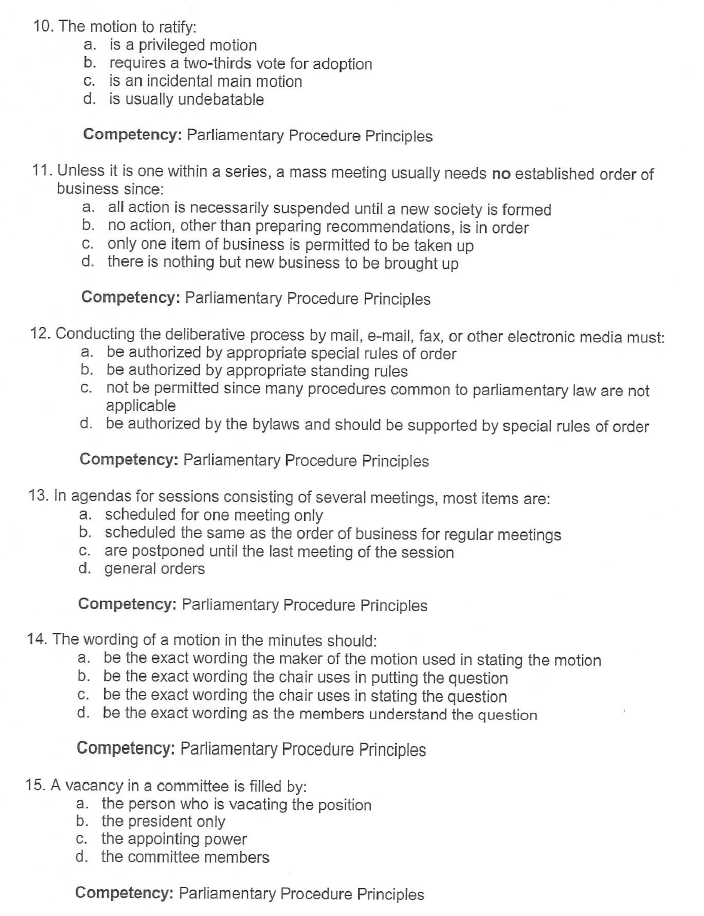 10. The motion to ratify:
a. is a privileged motion
b. requires a two-thirds vote for adoption
c. is an incidental main motion
d. is usually undebatable
Competency: Parliamentary Procedure Principles
11. Unless it is one within a series, a mass meeting usually needs no established order of
business since:
a. all action is necessarily suspended until a new society is formed
b. no action, other than preparing recommendations, is in order
c. only one item of business is permitted to be taken up
d. there is nothing but new business to be brought up
Competency: Parliamentary Procedure Principles
12. Conducting the deliberative process by mail, e-mail, fax, or other electronic media must:
a. be authorized by appropriate special rules of order
b. be authorized by appropriate standing rules
c. not be permitted since many procedures common to parliamentary law are not
applicable
d. be authorized by the bylaws and should be supported by special rules of order
Competency: Parliamentary Procedure Principles
13. In agendas for sessions consisting of several meetings, most items are:
a. scheduled for one meeting only
b. scheduled the same as the order of business for regular meetings
c. are postponed until the last meeting of the session
d. general orders
Competency: Parliamentary Procedure Principles
14. The wording of a motion in the minutes should:
a. be the exact wording the maker of the motion used in stating the motion
b. be the exact wording the chair uses in putting the question
c. be the exact wording the chair uses in stating the question
d. be the exact wording as the members understand the question
Competency: Parliamentary Procedure Principles
15. A vacancy in a committee is filled by:
a. the person who is vacating the position
b. the president only
c. the appointing power
d. the committee members
Competency: Parliamentary Procedure Principles